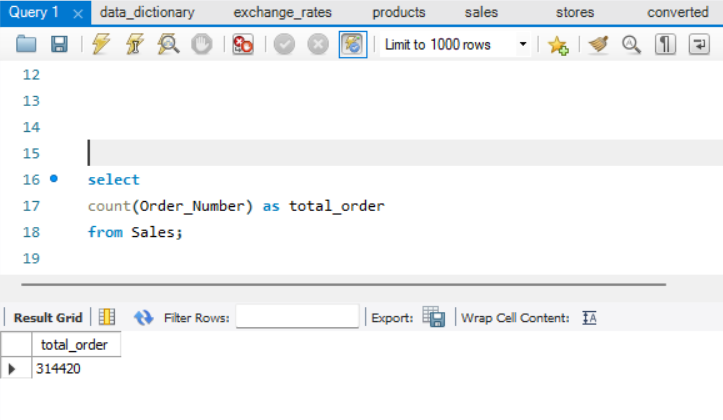 Query 1 × data_dictionary exchange_rates products sales stores converted
Limit to 1000 rows
12
13
14
15
16 select
17 count(Order_Number) as total_order
18 from Sales;
19
Result Grid Filter Rows: Export: Wrap Cell Content: IA
total_order
314420